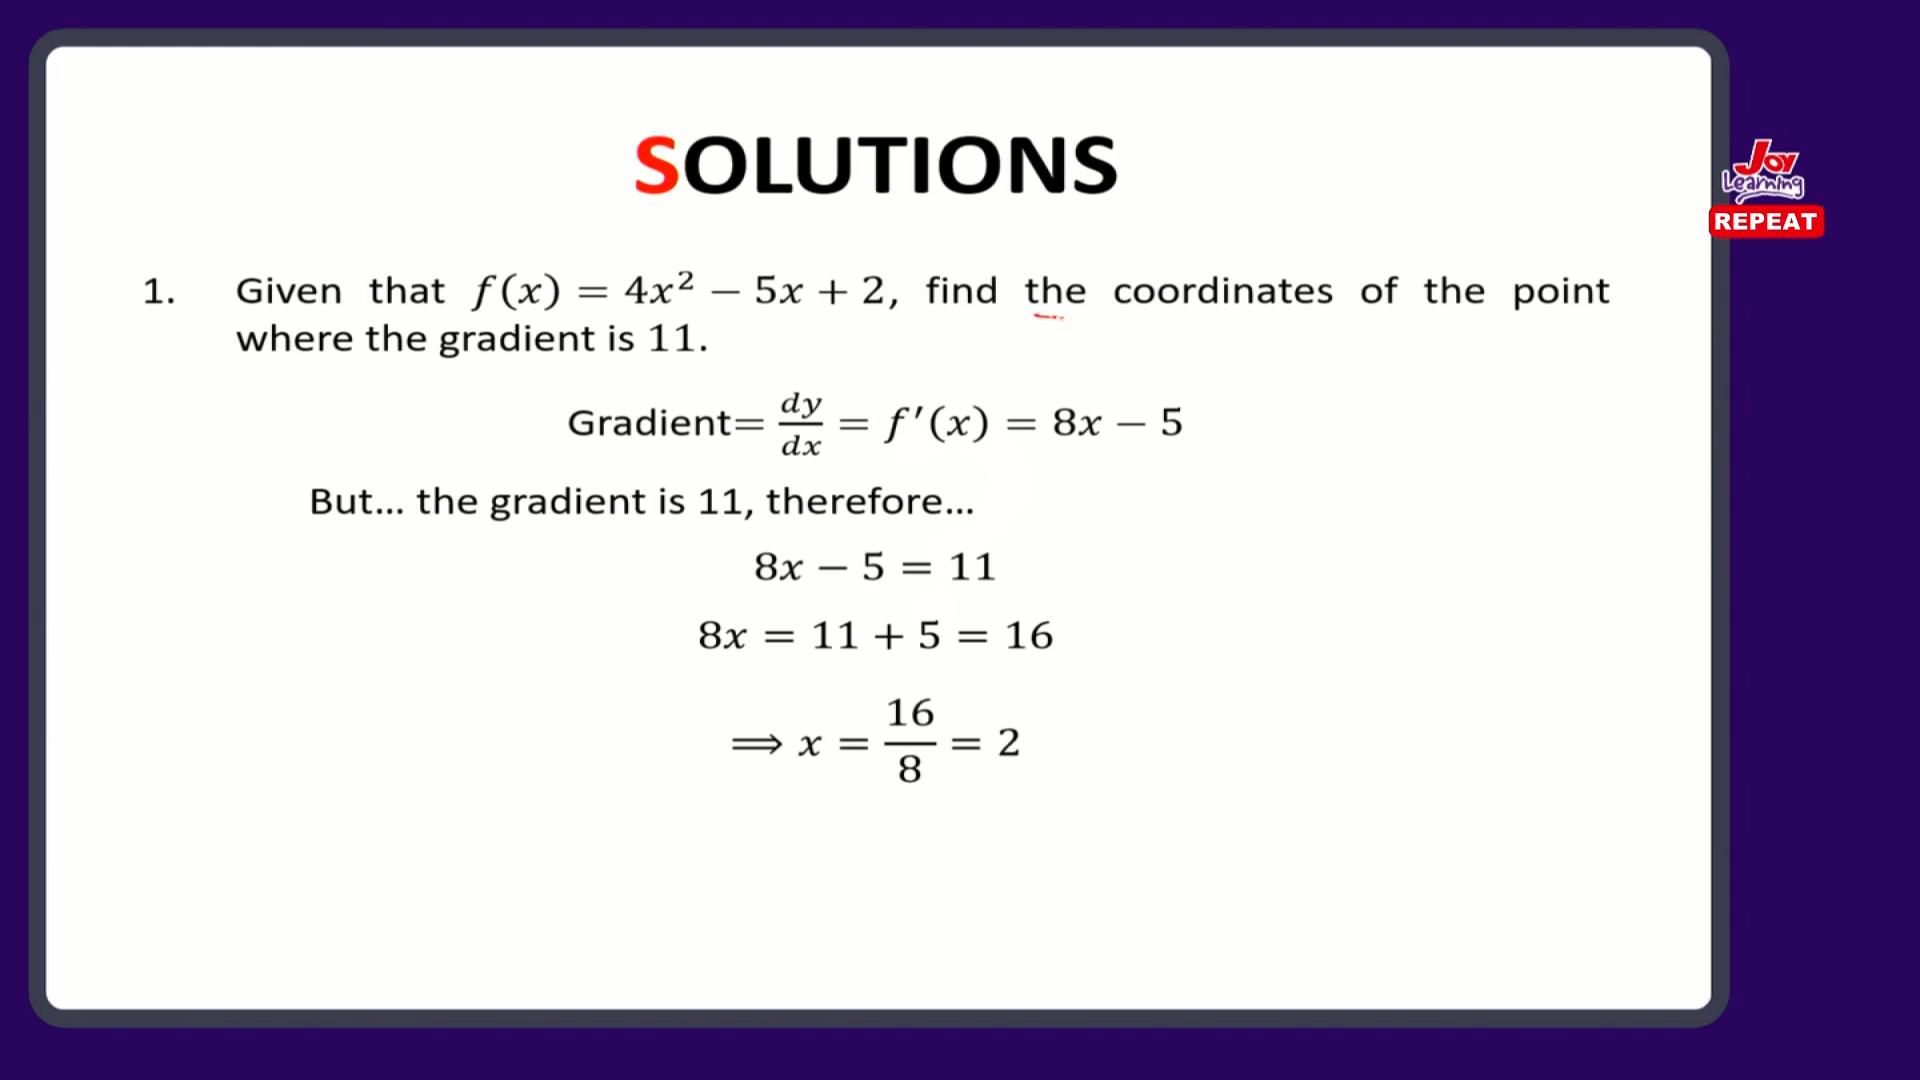 SOLUTIONS
Joy
Learning
REPEAT
1. Given that f(x) = 4x² − 5x + 2, find the coordinates of the point
where the gradient is 11.
Gradient= dy/dx = f′(x) = 8x − 5
But... the gradient is 11, therefore...
8x − 5 = 11
8x = 11 + 5 = 16
⟹ x = 16/8 = 2